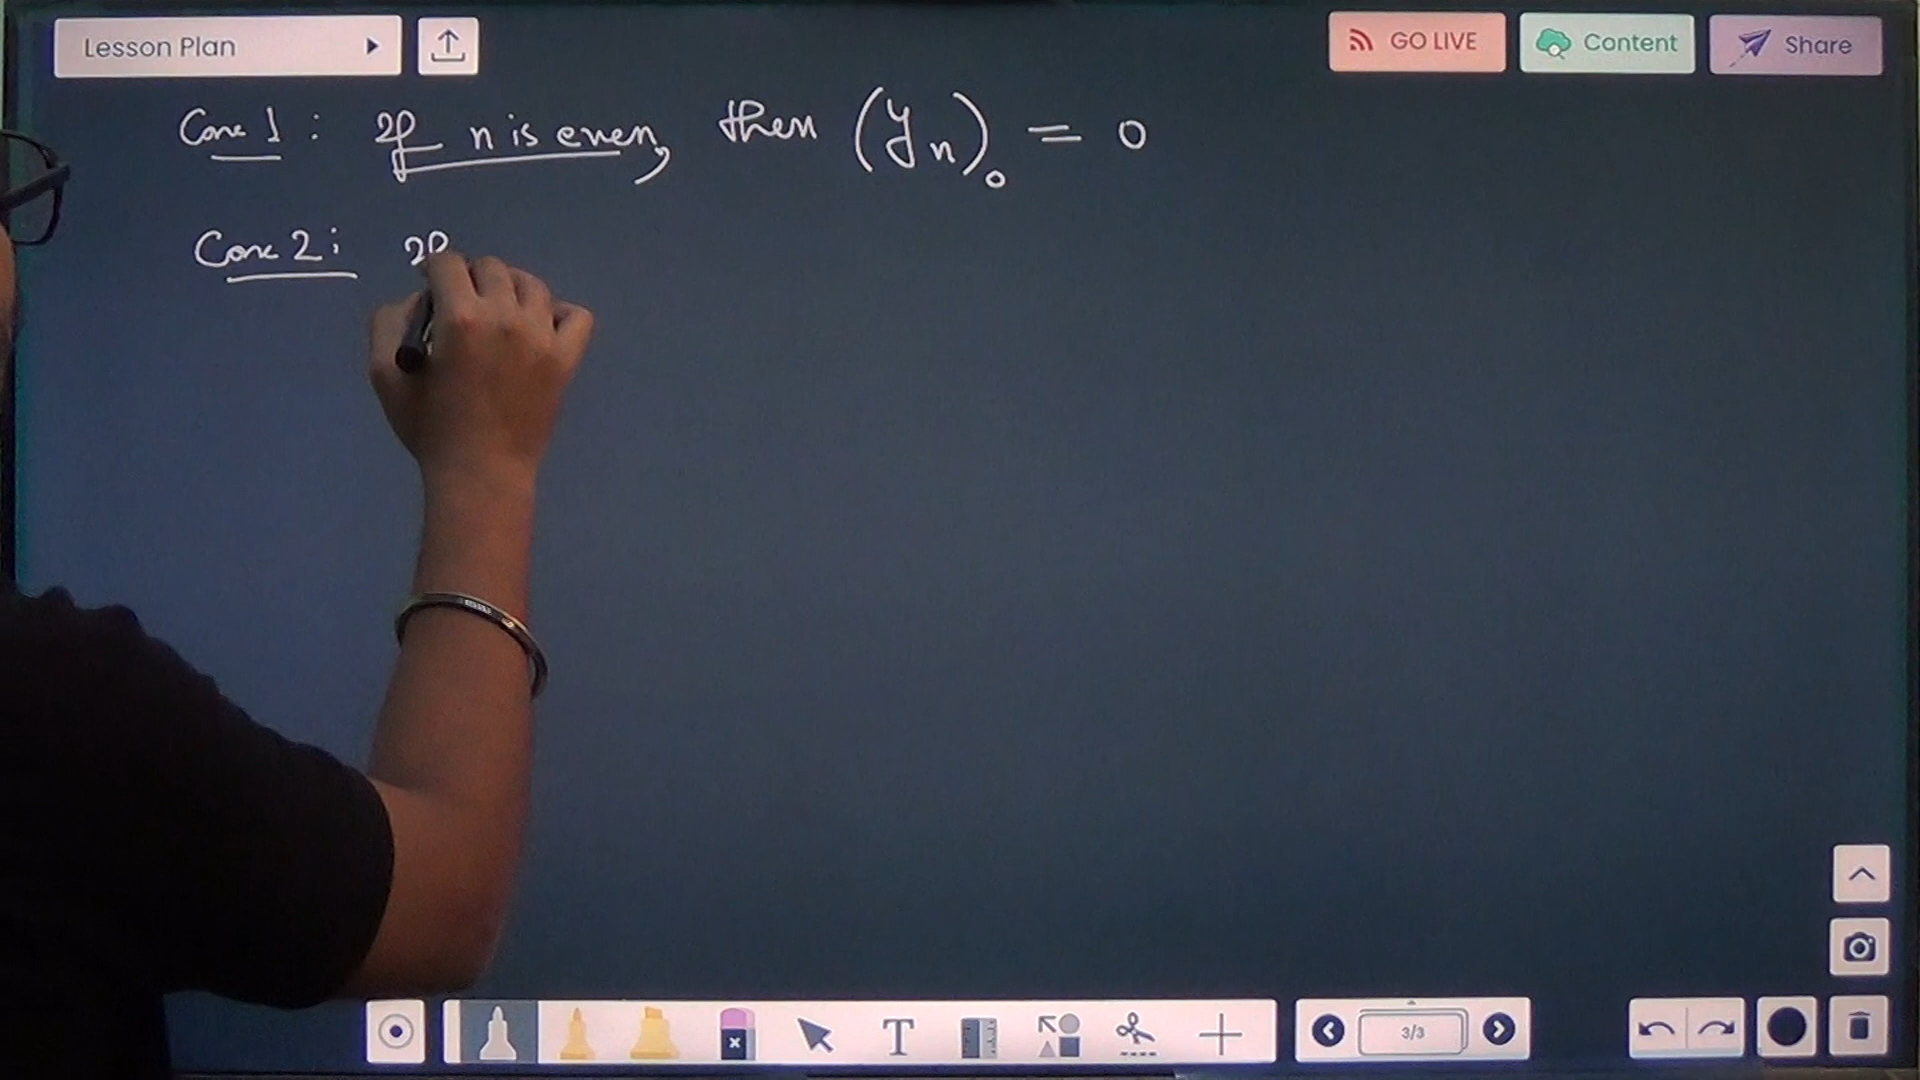 Lesson Plan
GO LIVE
Content
Share
Case 1 : If n is even, then (yn)₀ = 0
Case 2 : If
T
3/3